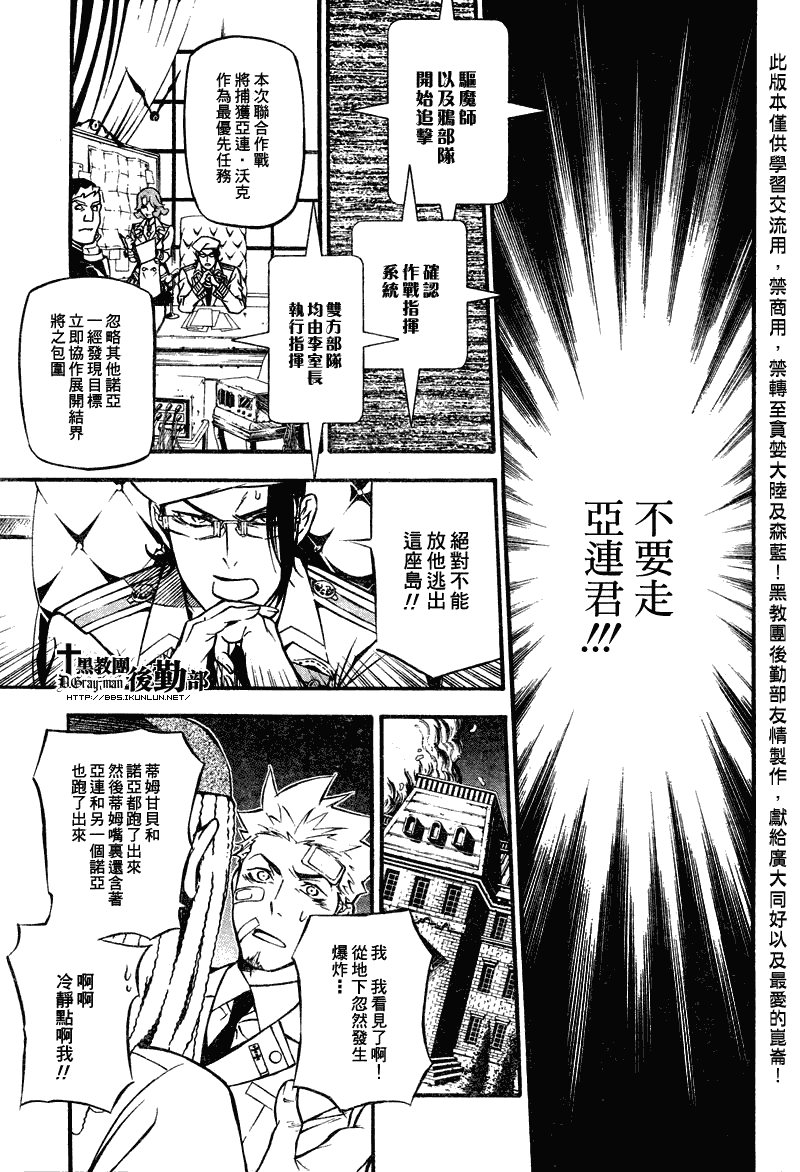 不要走
亞連君!!!
驅魔師
以及鴉部隊
開始追擊
確認
作戰指揮
系統
雙方部隊
均由李室長
執行指揮
本次聯合作戰
將捕獲亞連·沃克
作為最優先任務
忽略其他諾亞
一經發現目標
立即協作展開結界
將之包圍
絕對不能
放他逃出
這座島!!
黑教團
D.Gray-man
後勤部
HTTP://BBS.IKUNLUN.NET/
我 我看見了啊!
從地下忽然發生
爆炸…
蒂姆甘貝和
諾亞都跑了出來
然後蒂姆嘴裏還含著
亞連和另一個諾亞
也跑了出來
啊啊
冷靜點啊我!!
此版本僅供學習交流用，禁商用，禁轉至貪婪大陸及森藍！黑教團後勤部友情製作，獻給廣大同好以及最愛的崑崙！